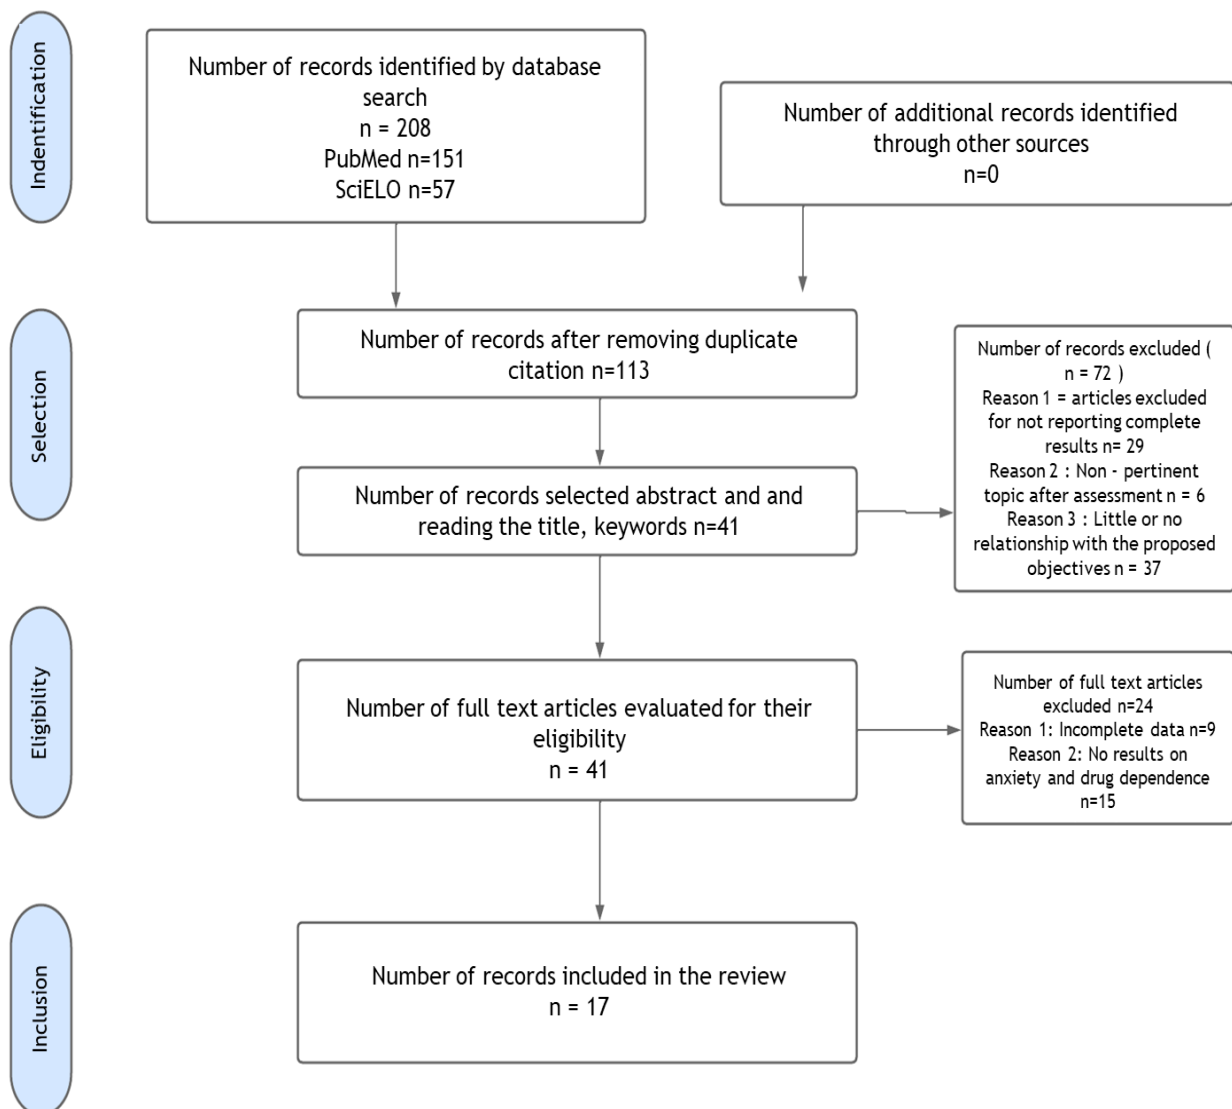 Indentification
Number of records identified by database
search
n = 208
PubMed n=151
SciELO n=57
Number of additional records identified
through other sources
n=0
Selection
Number of records after removing duplicate
citation n=113
Number of records excluded (
n = 72 )
Reason 1 = articles excluded
for not reporting complete
results n= 29
Reason 2 : Non - pertinent
topic after assessment n = 6
Reason 3 : Little or no
relationship with the proposed
objectives n = 37
Number of records selected abstract and and
reading the title, keywords n=41
Eligibility
Number of full text articles evaluated for their
eligibility
n = 41
Number of full text articles
excluded n=24
Reason 1: Incomplete data n=9
Reason 2: No results on
anxiety and drug dependence
n=15
Inclusion
Number of records included in the review
n = 17